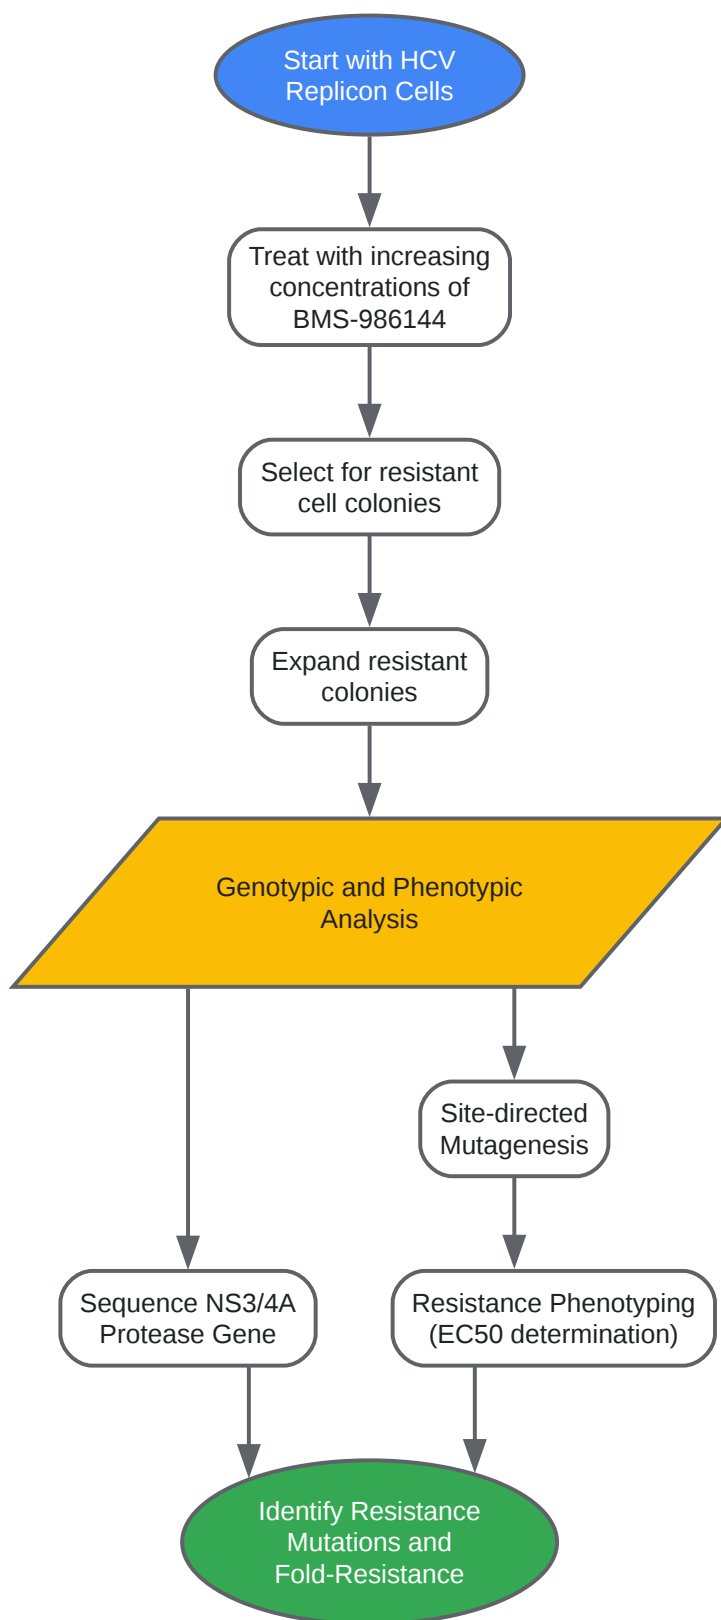 Start with HCV
Replicon Cells
Treat with increasing
concentrations of
BMS-986144
Select for resistant
cell colonies
Expand resistant
colonies
Genotypic and Phenotypic
Analysis
Site-directed
Mutagenesis
Sequence NS3/4A
Protease Gene
Resistance Phenotyping
(EC50 determination)
Identify Resistance
Mutations and
Fold-Resistance